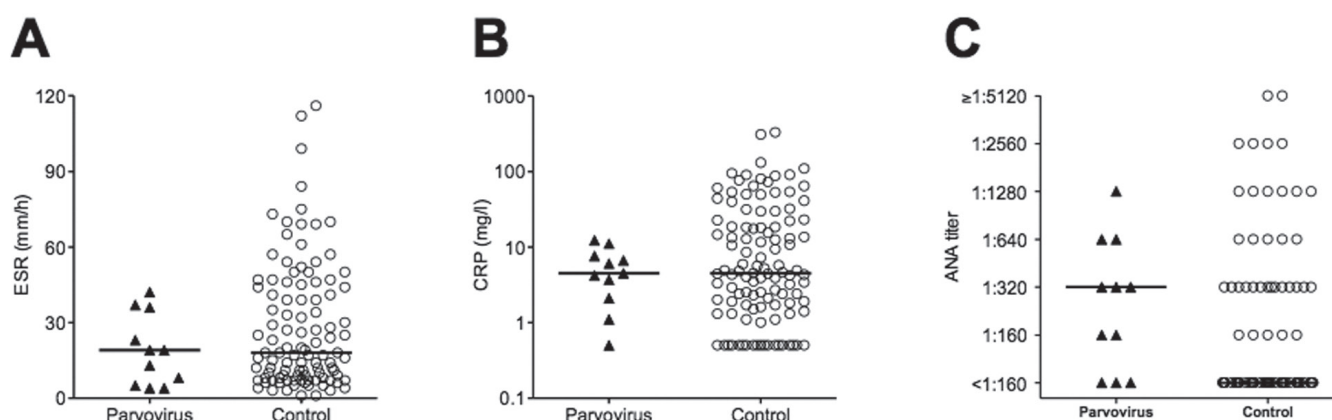 A
B
C
ESR (mm/h)
120
90
60
30
0
Parvovirus
Control
CRP (mg/l)
1000
100
10
1
0.1
Parvovirus
Control
ANA titer
≥1:5120
1:2560
1:1280
1:640
1:320
1:160
<1:160
Parvovirus
Control